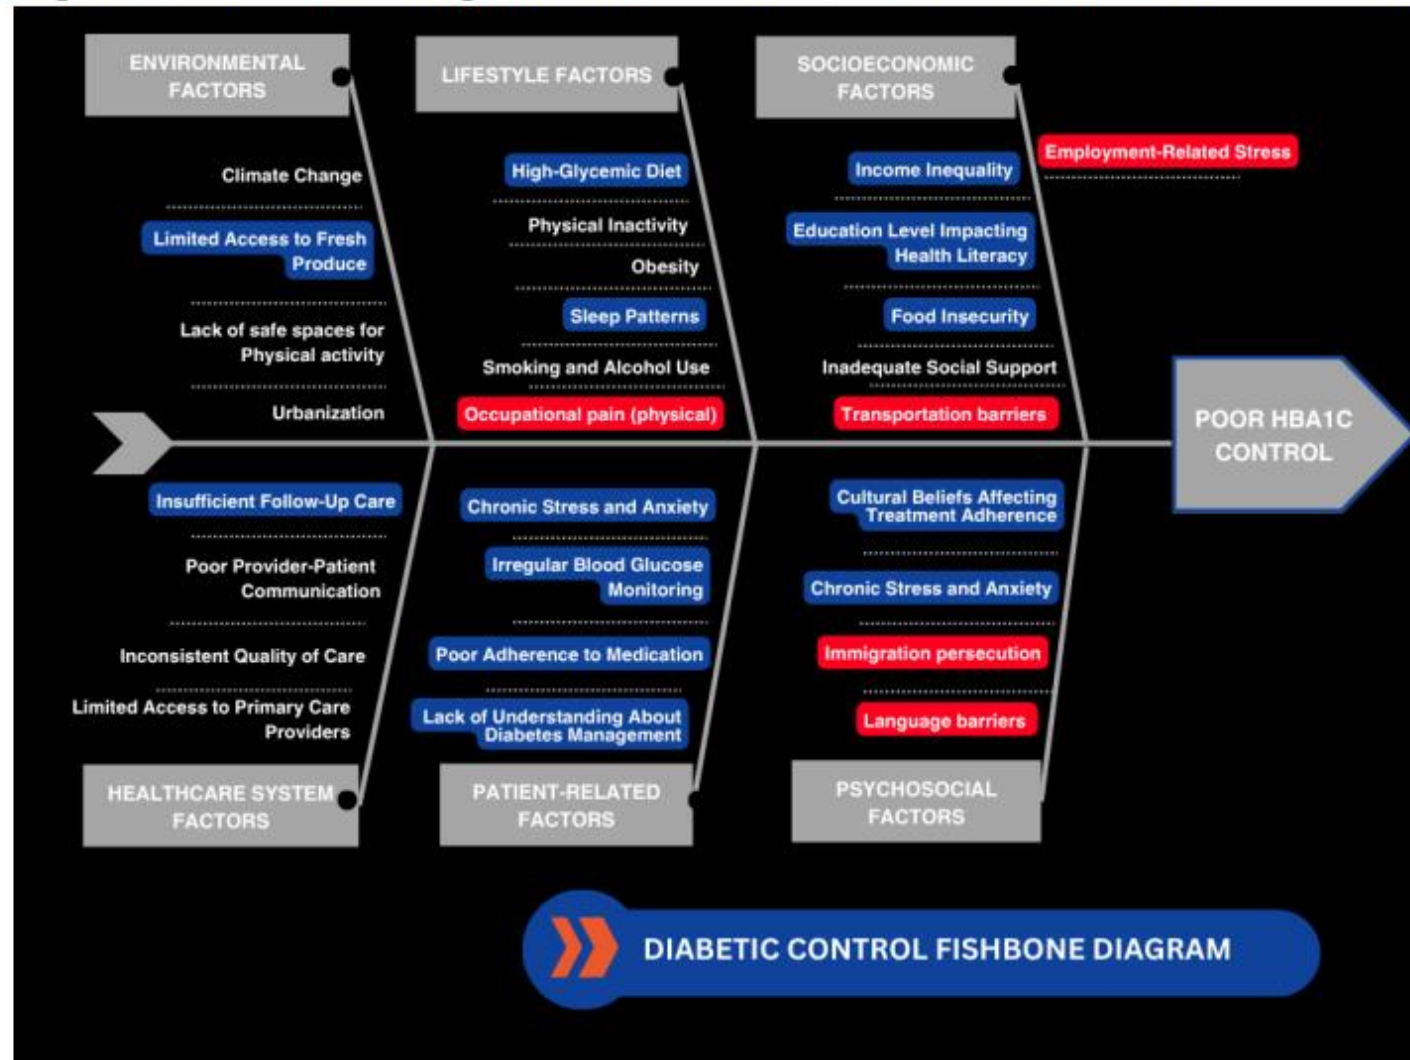 ENVIRONMENTAL
FACTORS
Climate Change
Limited Access to Fresh
Produce
Lack of safe spaces for
Physical activity
Urbanization
LIFESTYLE FACTORS
High-Glycemic Diet
Physical Inactivity
Obesity
Sleep Patterns
Smoking and Alcohol Use
Occupational pain (physical)
SOCIOECONOMIC
FACTORS
Employment-Related Stress
Income Inequality
Education Level Impacting
Health Literacy
Food Insecurity
Inadequate Social Support
Transportation barriers
POOR HBA1C
CONTROL
Insufficient Follow-Up Care
Poor Provider-Patient
Communication
Inconsistent Quality of Care
Limited Access to Primary Care
Providers
HEALTHCARE SYSTEM
FACTORS
Chronic Stress and Anxiety
Irregular Blood Glucose
Monitoring
Poor Adherence to Medication
Lack of Understanding About
Diabetes Management
PATIENT-RELATED
FACTORS
Cultural Beliefs Affecting
Treatment Adherence
Chronic Stress and Anxiety
Immigration persecution
Language barriers
PSYCHOSOCIAL
FACTORS
DIABETIC CONTROL FISHBONE DIAGRAM